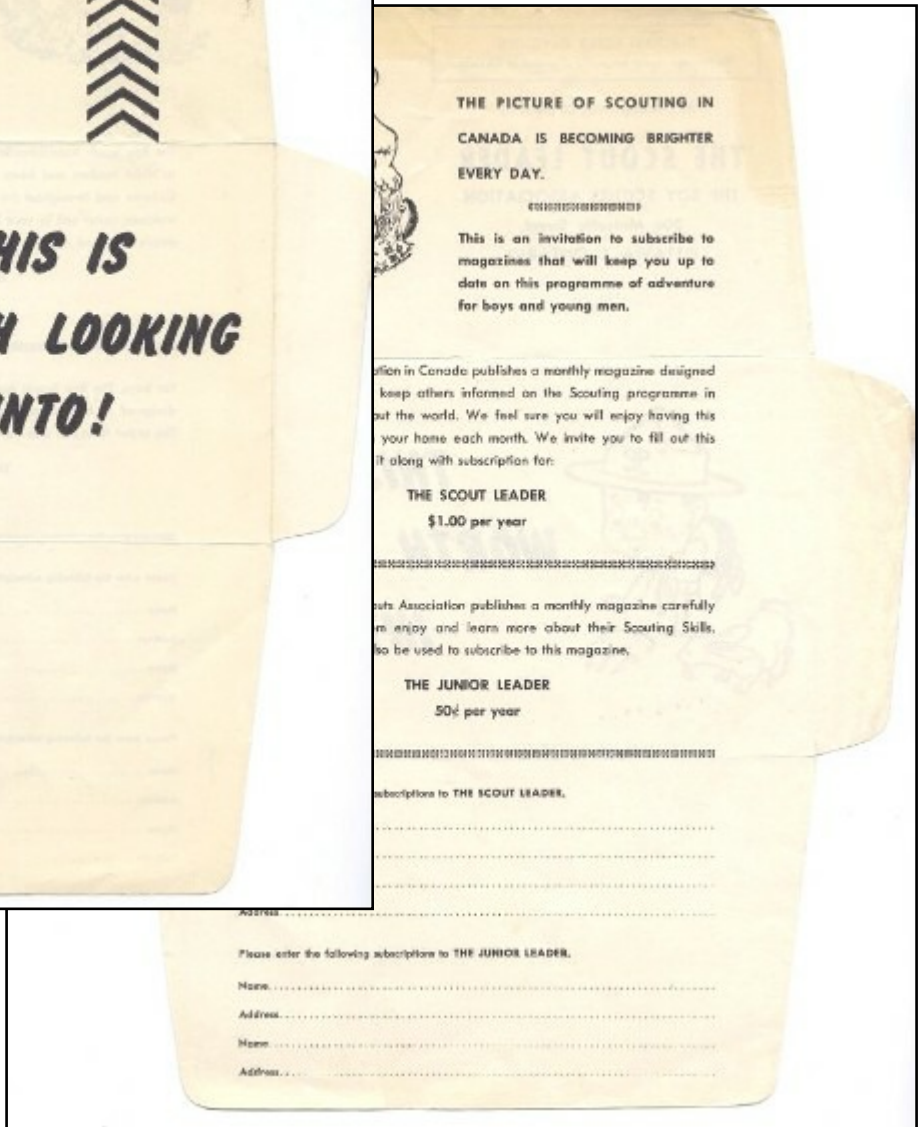 HIS IS
H LOOKING
NTO!
THE PICTURE OF SCOUTING IN
CANADA IS BECOMING BRIGHTER
EVERY DAY.
This is an invitation to subscribe to
magazines that will keep you up to
date on this programme of adventure
for boys and young men.
tion in Canada publishes a monthly magazine designed
keep others informed on the Scouting programme in
out the world. We feel sure you will enjoy having this
your home each month. We invite you to fill out this
it along with subscription for:
THE SCOUT LEADER
$1.00 per year
uts Association publishes a monthly magazine carefully
m enjoy and learn more about their Scouting Skills.
so be used to subscribe to this magazine.
THE JUNIOR LEADER
50¢ per year
subscriptions to THE SCOUT LEADER.
Address
Please enter the following subscriptions to THE JUNIOR LEADER.
Name
Address
Name
Address